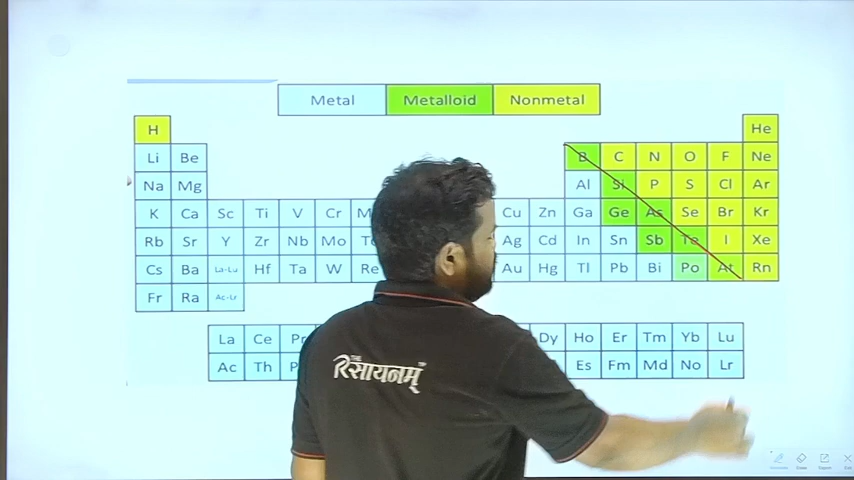 Metal Metalloid Nonmetal
H He
Li Be B C N O F Ne
Na Mg Al Si P S Cl Ar
K Ca Sc Ti V Cr Cu Zn Ga Ge As Se Br Kr
Rb Sr Y Zr Nb Mo Ag Cd In Sn Sb Te I Xe
Cs Ba La-Lu Hf Ta W Re Au Hg Tl Pb Bi Po At Rn
Fr Ra Ac-Lr
La Ce Dy Ho Er Tm Yb Lu
Ac Th Es Fm Md No Lr
THE
रसायनम्